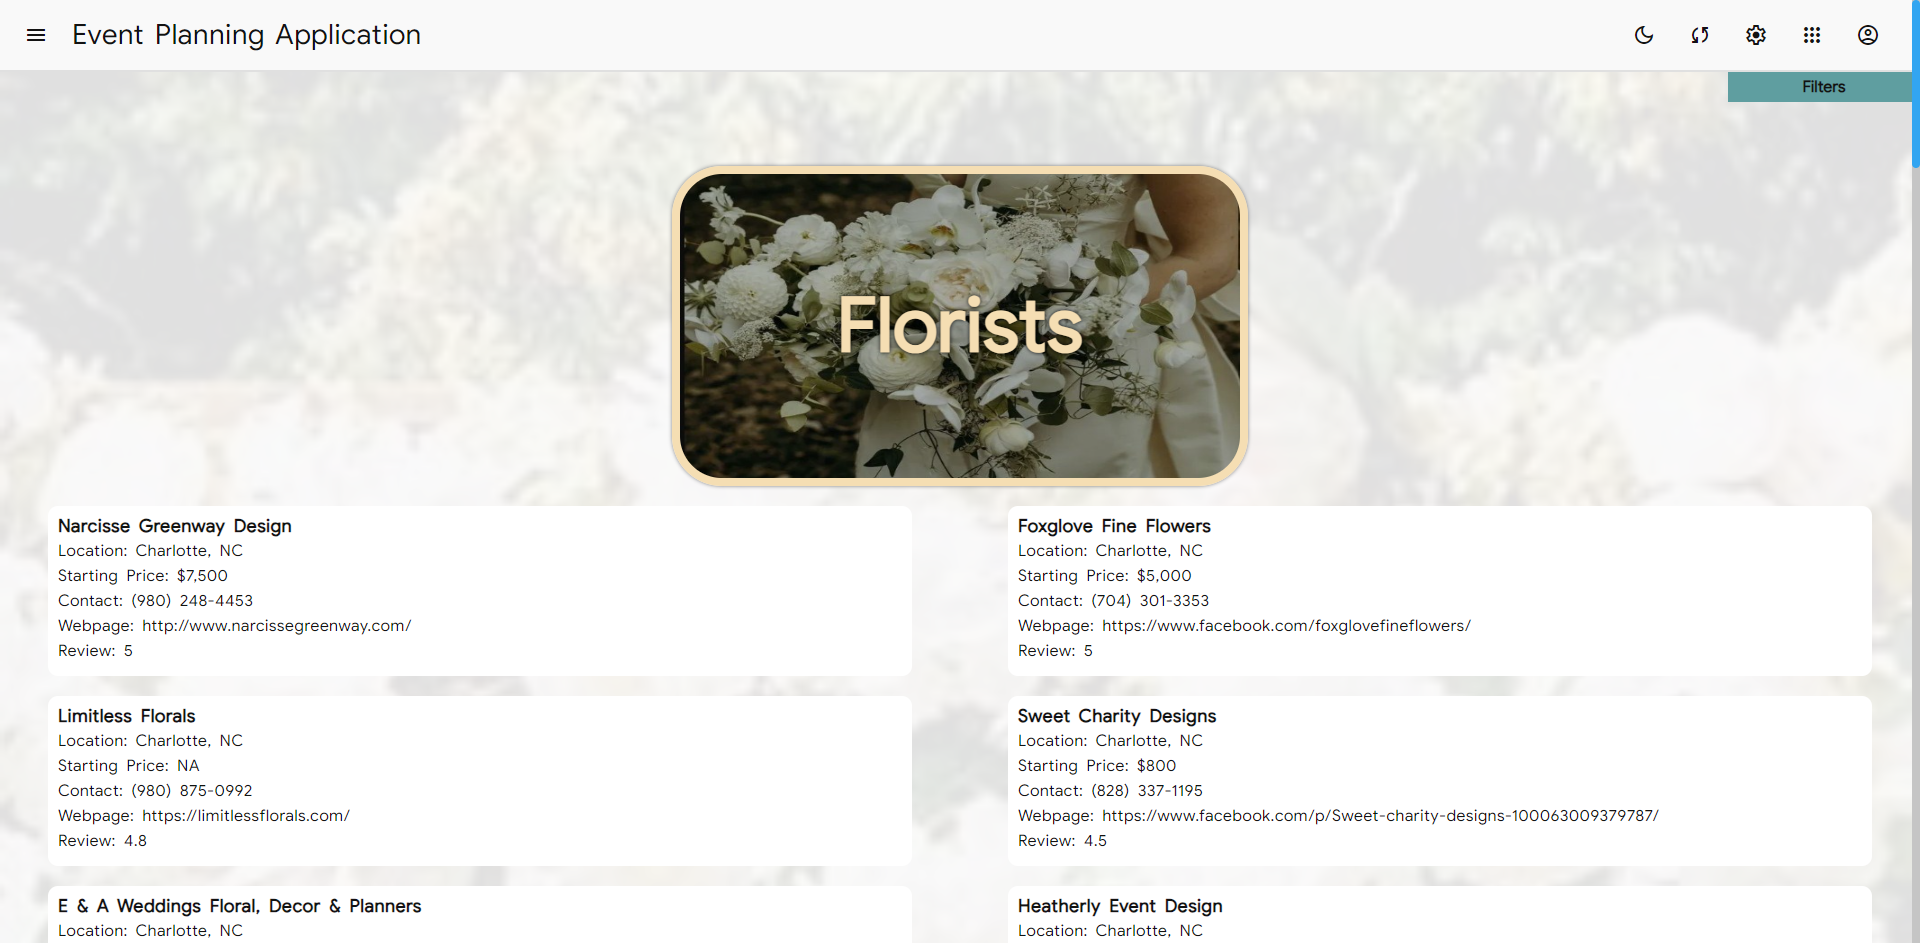 Event Planning Application
Filters
Florists
Narcisse Greenway Design
Location: Charlotte, NC
Starting Price: $7,500
Contact: (980) 248-4453
Webpage: http://www.narcissegreenway.com/
Review: 5
Foxglove Fine Flowers
Location: Charlotte, NC
Starting Price: $5,000
Contact: (704) 301-3353
Webpage: https://www.facebook.com/foxglovefineflowers/
Review: 5
Limitless Florals
Location: Charlotte, NC
Starting Price: NA
Contact: (980) 875-0992
Webpage: https://limitlessflorals.com/
Review: 4.8
Sweet Charity Designs
Location: Charlotte, NC
Starting Price: $800
Contact: (828) 337-1195
Webpage: https://www.facebook.com/p/Sweet-charity-designs-100063009379787/
Review: 4.5
E & A Weddings Floral, Decor & Planners
Location: Charlotte, NC
Heatherly Event Design
Location: Charlotte, NC